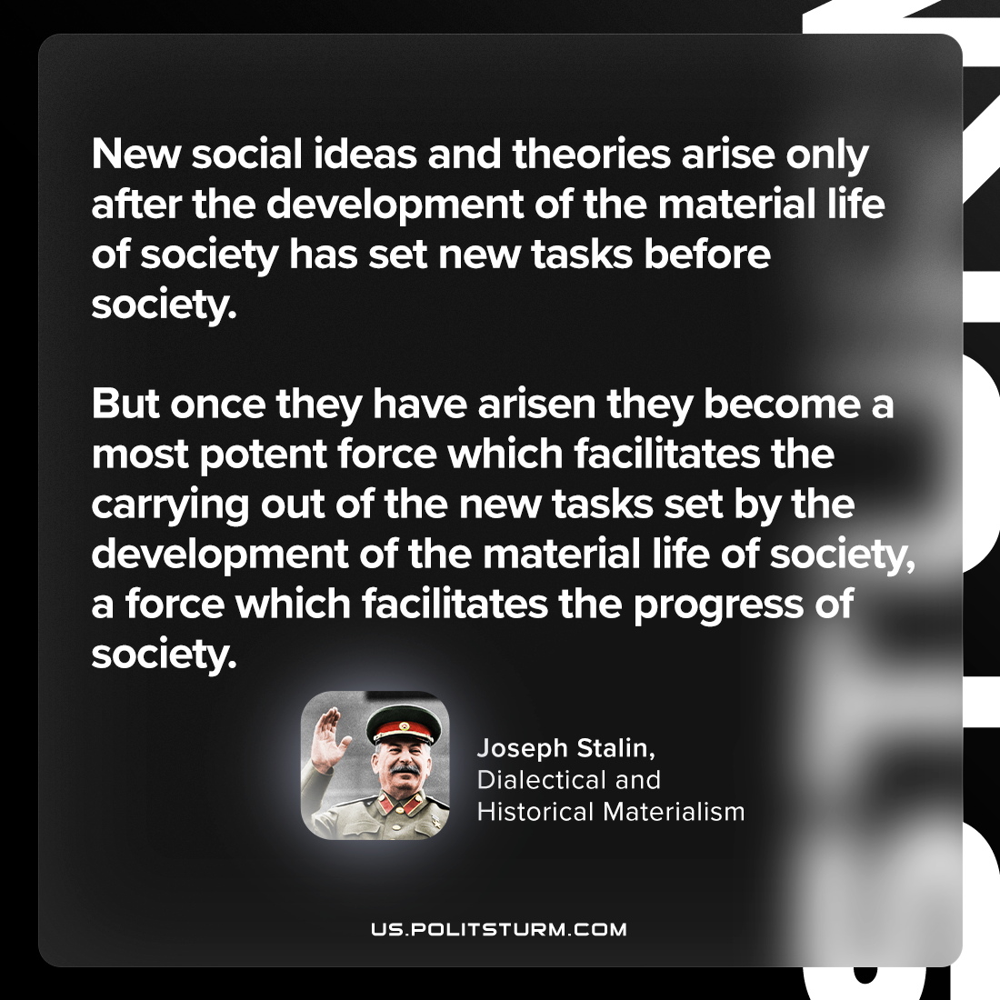 New social ideas and theories arise only
after the development of the material life
of society has set new tasks before
society.
But once they have arisen they become a
most potent force which facilitates the
carrying out of the new tasks set by the
development of the material life of society,
a force which facilitates the progress of
society.
Joseph Stalin,
Dialectical and
Historical Materialism
US.POLITSTURM.COM